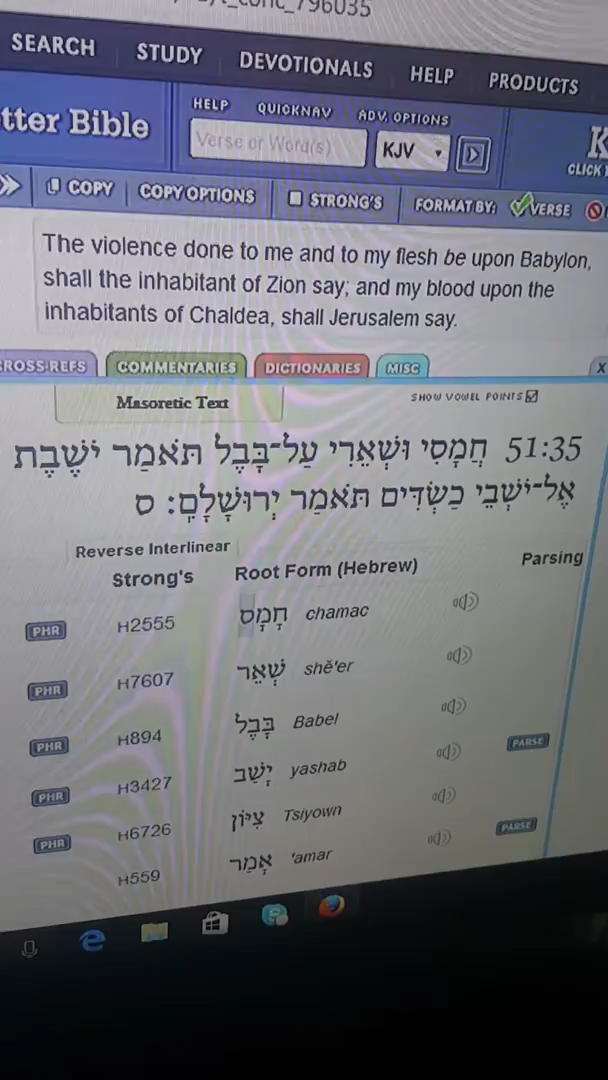 SEARCH STUDY DEVOTIONALS HELP PRODUCTS
tter Bible
HELP QUICKNAV ADV. OPTIONS
Verse or Word(s) KJV
K
CLICK
COPY COPY OPTIONS STRONG'S FORMAT BY: VERSE
The violence done to me and to my flesh be upon Babylon,
shall the inhabitant of Zion say; and my blood upon the
inhabitants of Chaldea, shall Jerusalem say.
CROSS-REFS COMMENTARIES DICTIONARIES MISC X
Masoretic Text SHOW VOWEL POINTS
51:35 חֲמָסִי וּשְׁאֵרִי עַל־בָּבֶל תֹּאמַר יֹשֶׁבֶת
צִיּוֹן וְדָמִי אֶל־יֹשְׁבֵי כַשְׂדִּים תֹּאמַר יְרוּשָׁלִָם׃ ס
Reverse Interlinear
Strong's Root Form (Hebrew) Parsing
PHR H2555 חָמָס chamac
PHR H7607 שְׁאֵר shĕ'er
PHR H894 בָּבֶל Babel
PHR H3427 יָשַׁב yashab PARSE
PHR H6726 צִיּוֹן Tsiyown
H559 אָמַר 'amar PARSE